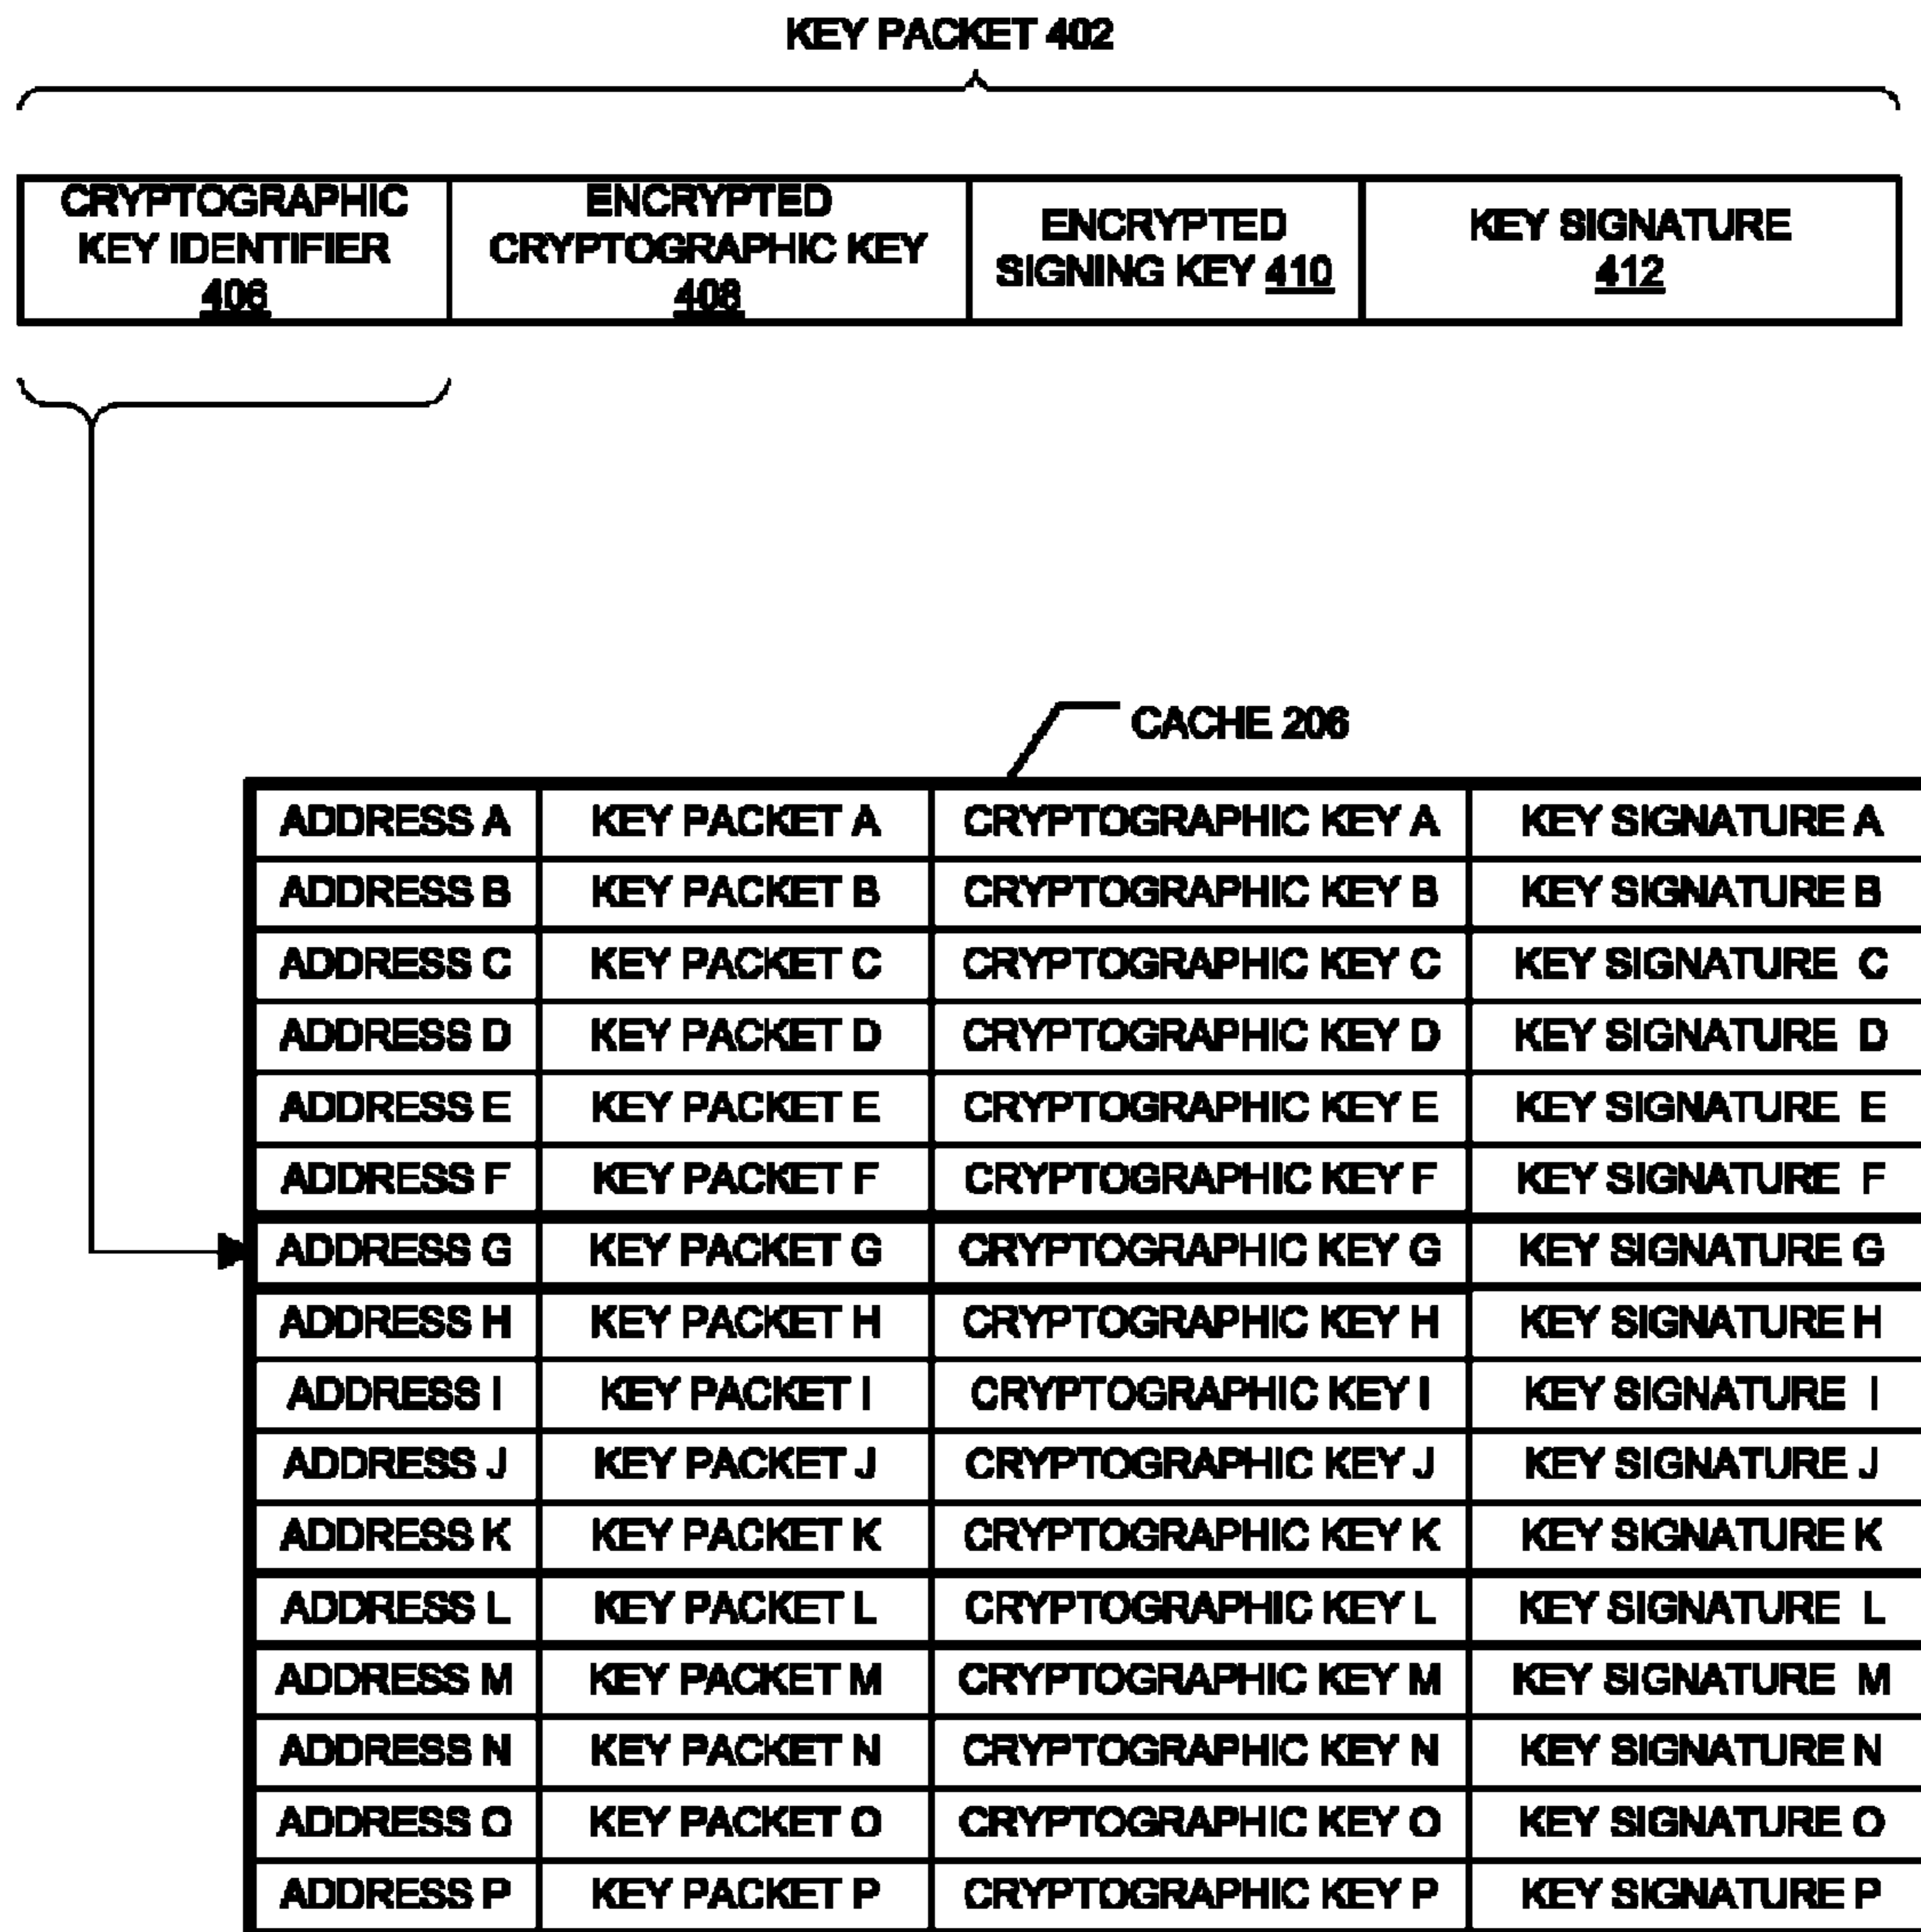 KEY PACKET 402
CRYPTOGRAPHIC
KEY IDENTIFIER
406
ENCRYPTED
CRYPTOGRAPHIC KEY
408
ENCRYPTED
SIGNING KEY 410
KEY SIGNATURE
412
CACHE 206
ADDRESS A KEY PACKET A CRYPTOGRAPHIC KEY A KEY SIGNATURE A
ADDRESS B KEY PACKET B CRYPTOGRAPHIC KEY B KEY SIGNATURE B
ADDRESS C KEY PACKET C CRYPTOGRAPHIC KEY C KEY SIGNATURE C
ADDRESS D KEY PACKET D CRYPTOGRAPHIC KEY D KEY SIGNATURE D
ADDRESS E KEY PACKET E CRYPTOGRAPHIC KEY E KEY SIGNATURE E
ADDRESS F KEY PACKET F CRYPTOGRAPHIC KEY F KEY SIGNATURE F
ADDRESS G KEY PACKET G CRYPTOGRAPHIC KEY G KEY SIGNATURE G
ADDRESS H KEY PACKET H CRYPTOGRAPHIC KEY H KEY SIGNATURE H
ADDRESS I KEY PACKET I CRYPTOGRAPHIC KEY I KEY SIGNATURE I
ADDRESS J KEY PACKET J CRYPTOGRAPHIC KEY J KEY SIGNATURE J
ADDRESS K KEY PACKET K CRYPTOGRAPHIC KEY K KEY SIGNATURE K
ADDRESS L KEY PACKET L CRYPTOGRAPHIC KEY L KEY SIGNATURE L
ADDRESS M KEY PACKET M CRYPTOGRAPHIC KEY M KEY SIGNATURE M
ADDRESS N KEY PACKET N CRYPTOGRAPHIC KEY N KEY SIGNATURE N
ADDRESS O KEY PACKET O CRYPTOGRAPHIC KEY O KEY SIGNATURE O
ADDRESS P KEY PACKET P CRYPTOGRAPHIC KEY P KEY SIGNATURE P